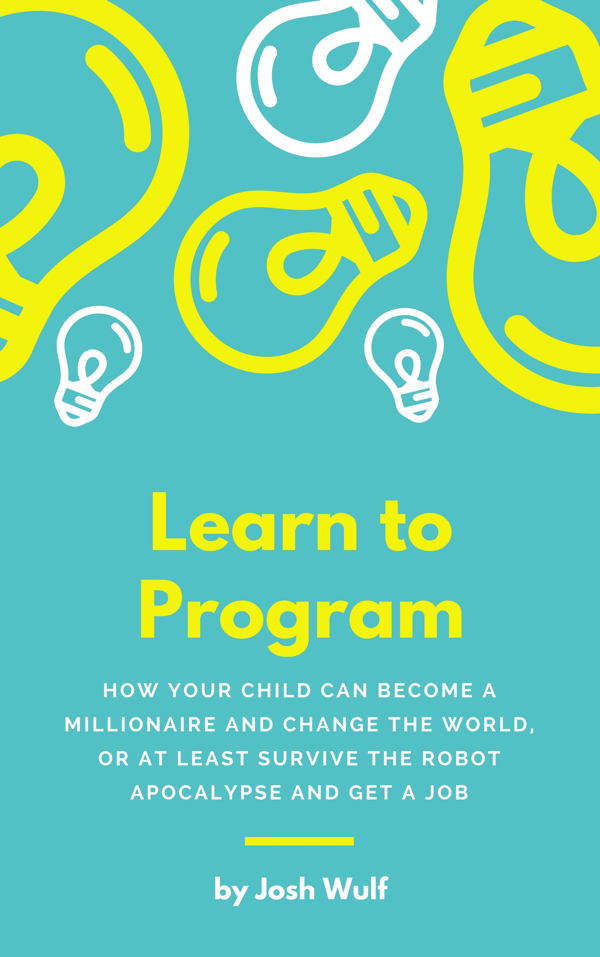 Learn to
Program
HOW YOUR CHILD CAN BECOME A
MILLIONAIRE AND CHANGE THE WORLD,
OR AT LEAST SURVIVE THE ROBOT
APOCALYPSE AND GET A JOB
by Josh Wulf